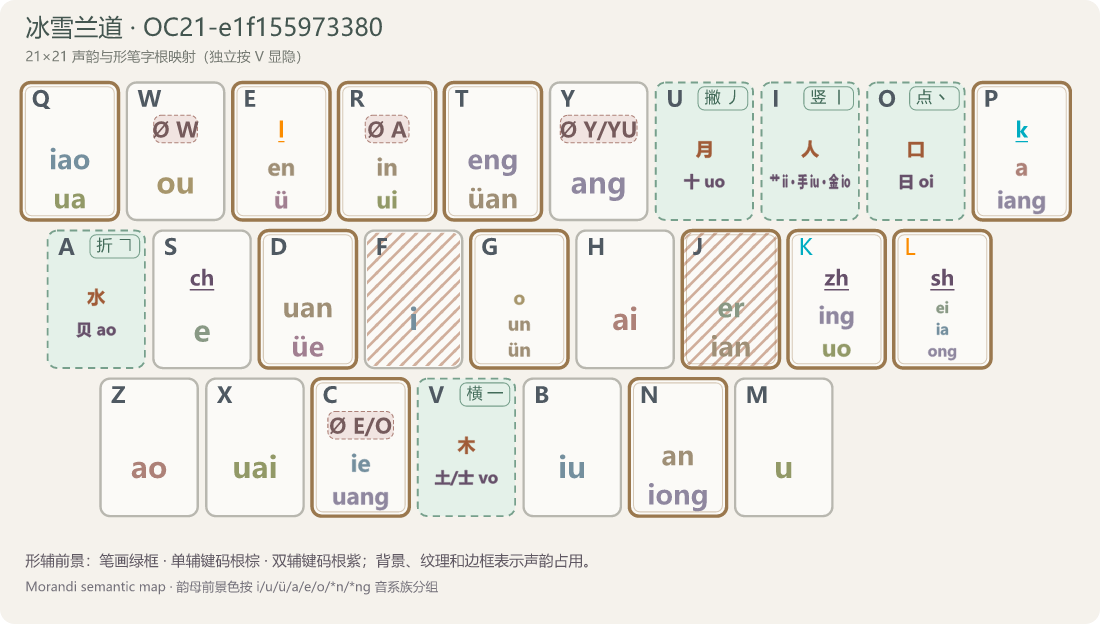 冰雪兰道 · OC21-e1f155973380
21×21 声韵与形笔字根映射（独立按 V 显隐）
Q
iao
ua
W
Ø W
ou
E
l
en
ü
R
Ø A
in
ui
T
eng
üan
Y
Ø Y/YU
ang
U 撇 丿
月
十 uo
I 竖 丨
人
艹 ii · 手 iu · 金 io
O 点 丶
口
日 oi
P
k
a
iang
A 折 ㇕
水
贝 ao
S
ch
e
D
uan
üe
F
i
G
o
un
ün
H
ai
J
er
ian
K
zh
ing
uo
L
sh
ei
ia
ong
Z
ao
X
uai
C
Ø E/O
ie
uang
V 横 一
木
土/士 vo
B
iu
N
an
iong
M
u
形辅前景：笔画绿框 · 单辅键码根棕 · 双辅键码根紫；背景、纹理和边框表示声韵占用。
Morandi semantic map · 韵母前景色按 i/u/ü/a/e/o/*n/*ng 音系族分组